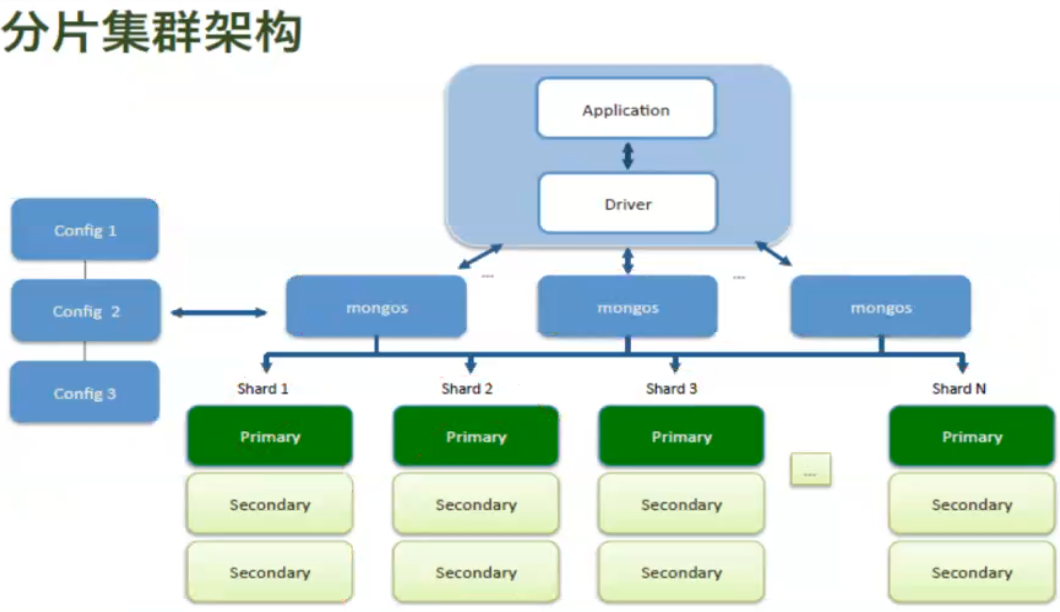 分片集群架构
Application
Driver
Config 1
Config 2
Config 3
...
...
mongos
mongos
mongos
Shard 1
Shard 2
Shard 3
Shard N
Primary
Primary
Primary
Primary
...
Secondary
Secondary
Secondary
Secondary
Secondary
Secondary
Secondary
Secondary